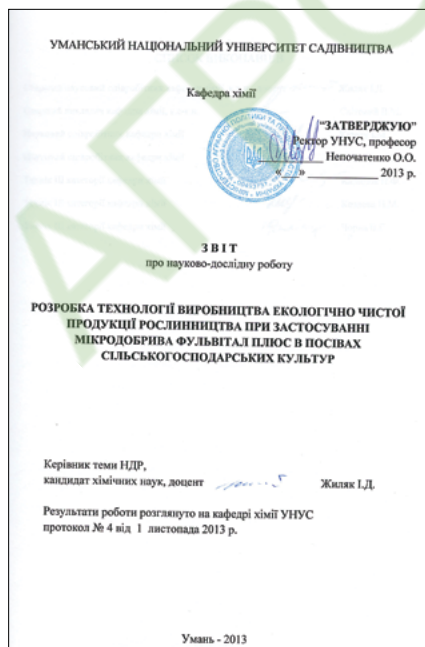 УМАНСЬКИЙ НАЦІОНАЛЬНИЙ УНІВЕРСИТЕТ САДІВНИЦТВА
Кафедра хімії
"ЗАТВЕРДЖУЮ"
Ректор УНУС, професор
Непочатенко О.О.
«___» ______________ 2013 р.
З В І Т
про науково-дослідну роботу
РОЗРОБКА ТЕХНОЛОГІЇ ВИРОБНИЦТВА ЕКОЛОГІЧНО ЧИСТОЇ
ПРОДУКЦІЇ РОСЛИННИЦТВА ПРИ ЗАСТОСУВАННІ
МІКРОДОБРИВА ФУЛЬВІТАЛ ПЛЮС В ПОСІВАХ
СІЛЬСЬКОГОСПОДАРСЬКИХ КУЛЬТУР
Керівник теми НДР,
кандидат хімічних наук, доцент Жиляк І.Д.
Результати роботи розглянуто на кафедрі хімії УНУС
протокол № 4 від 1 листопада 2013 р.
Умань - 2013